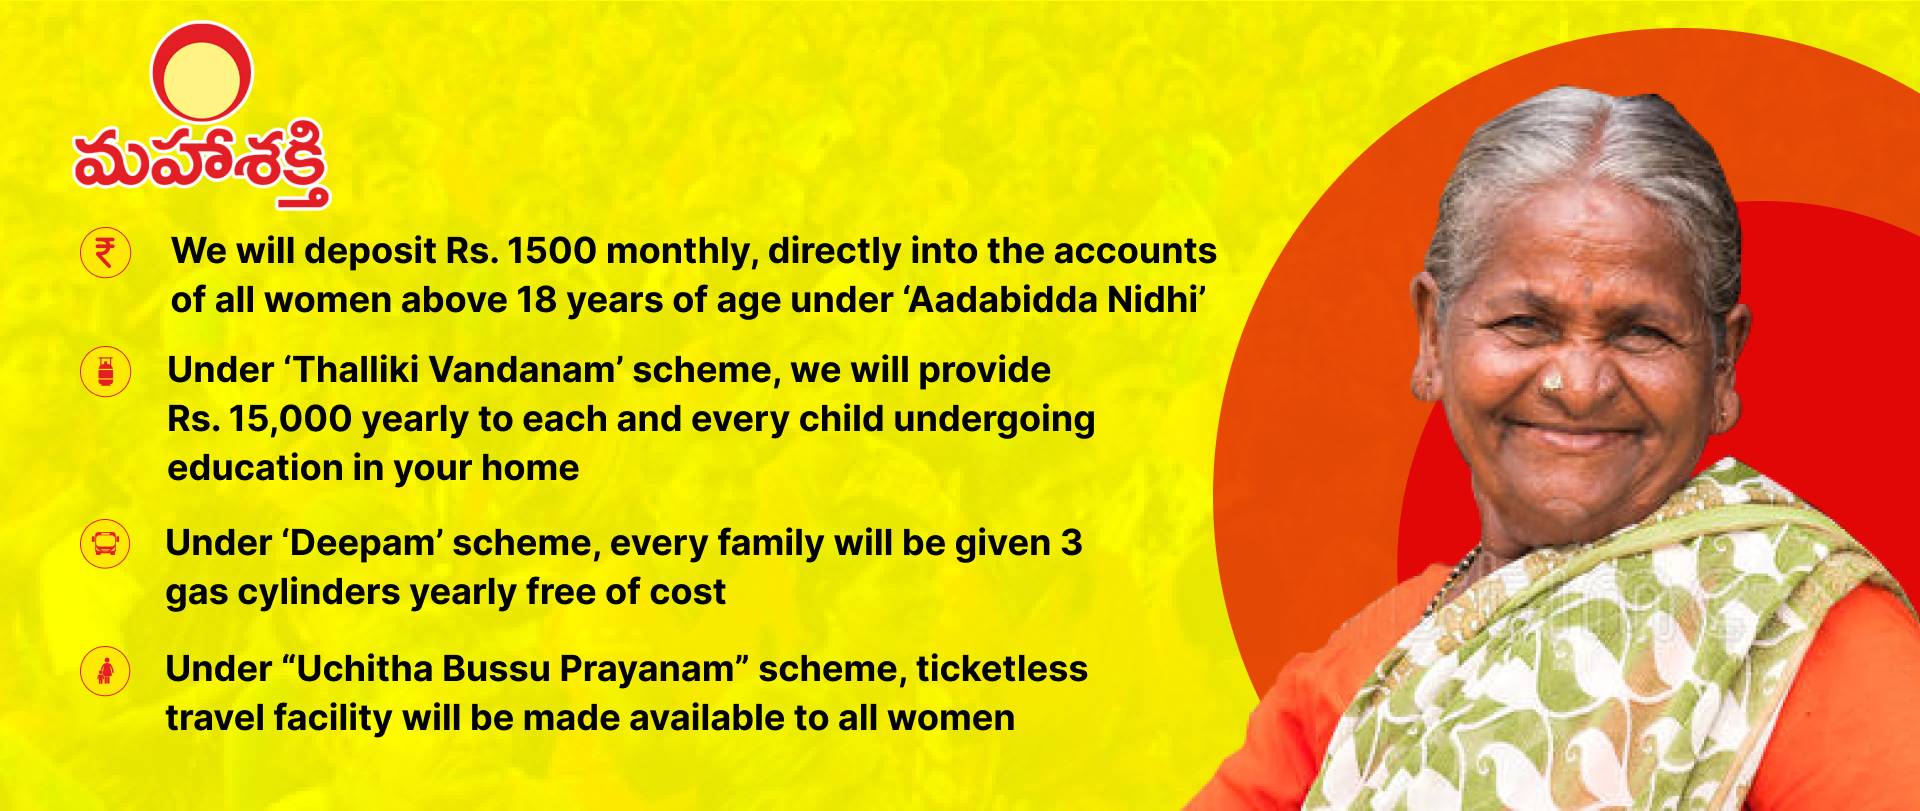 మహాశక్తి
We will deposit Rs. 1500 monthly, directly into the accounts
of all women above 18 years of age under ‘Aadabidda Nidhi’
Under ‘Thalliki Vandanam’ scheme, we will provide
Rs. 15,000 yearly to each and every child undergoing
education in your home
Under ‘Deepam’ scheme, every family will be given 3
gas cylinders yearly free of cost
Under “Uchitha Bussu Prayanam” scheme, ticketless
travel facility will be made available to all women